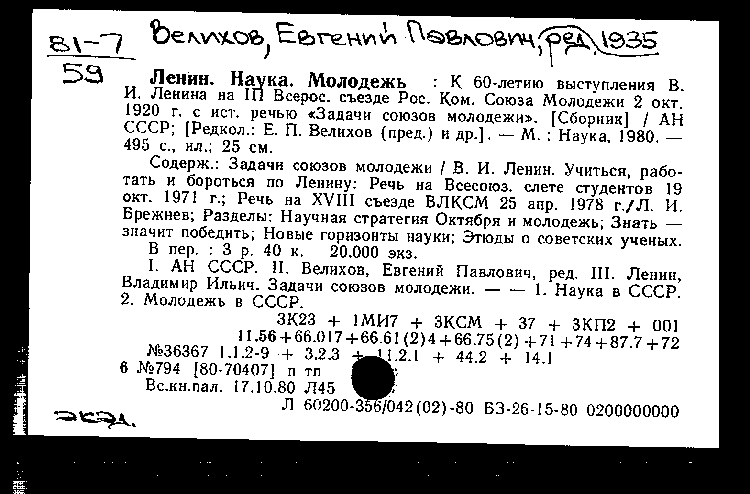 Велихов, Евгений Павлович, ред., 1935
81-7
59
Ленин. Наука. Молодежь : К 60-летию выступления В.
И. Ленина на III Всерос. съезде Рос. Ком. Союза Молодежи 2 окт.
1920 г. с ист. речью «Задачи союзов молодежи». [Сборник] / АН
СССР; [Редкол.: Е. П. Велихов (пред.) и др.]. — М. : Наука, 1980. —
495 с., ил.; 25 см.
Содерж.: Задачи союзов молодежи / В. И. Ленин. Учиться, рабо-
тать и бороться по Ленину: Речь на Всесоюз. слете студентов 19
окт. 1971 г.; Речь на XVIII съезде ВЛКСМ 25 апр. 1978 г./Л. И.
Брежнев; Разделы: Научная стратегия Октября и молодежь; Знать —
значит победить; Новые горизонты науки; Этюды о советских ученых.
В пер. : 3 р. 40 к. 20.000 экз.
I. АН СССР. II. Велихов, Евгений Павлович, ред. III. Ленин,
Владимир Ильич. Задачи союзов молодежи. — — 1. Наука в СССР.
2. Молодежь в СССР.
3К23 + 1МИ7 + 3КСМ + 37 + 3КП2 + 001
11.56+66.017+66.61(2)4+66.75(2)+71+74+87.7+72
№36367 1.1.2-9 + 3.2.3 + 11.2.1 + 44.2 + 14.1
6 №794 [80-70407] п тп
Вс.кн.пал. 17.10.80 Л45
Л 60200-356/042(02)-80 БЗ-26-15-80 0200000000
экз.